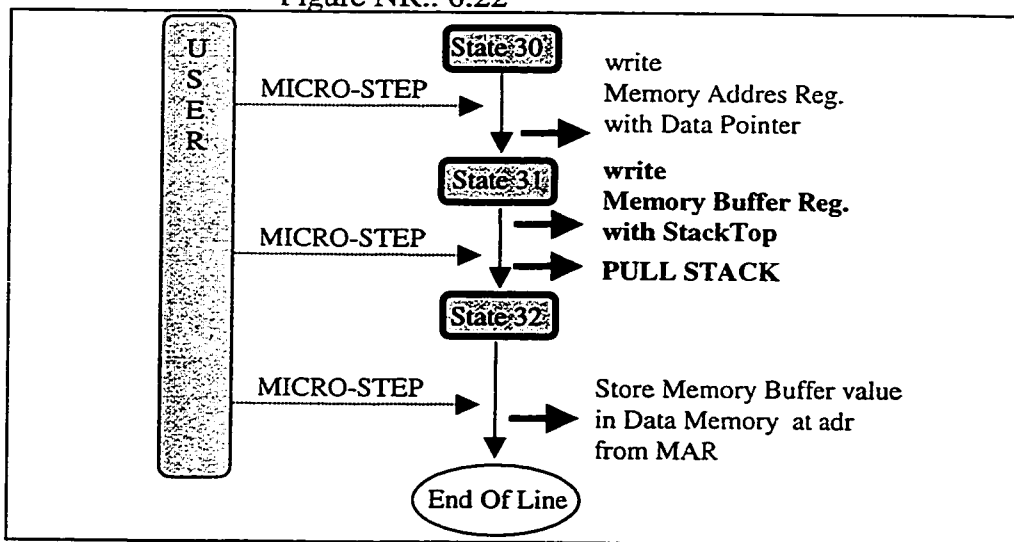 Figure NR.: 6.22
USER
State 30
MICRO-STEP
write
Memory Addres Reg.
with Data Pointer
State 31
write
Memory Buffer Reg.
with StackTop
MICRO-STEP
PULL STACK
State 32
MICRO-STEP
Store Memory Buffer value
in Data Memory at adr
from MAR
End Of Line